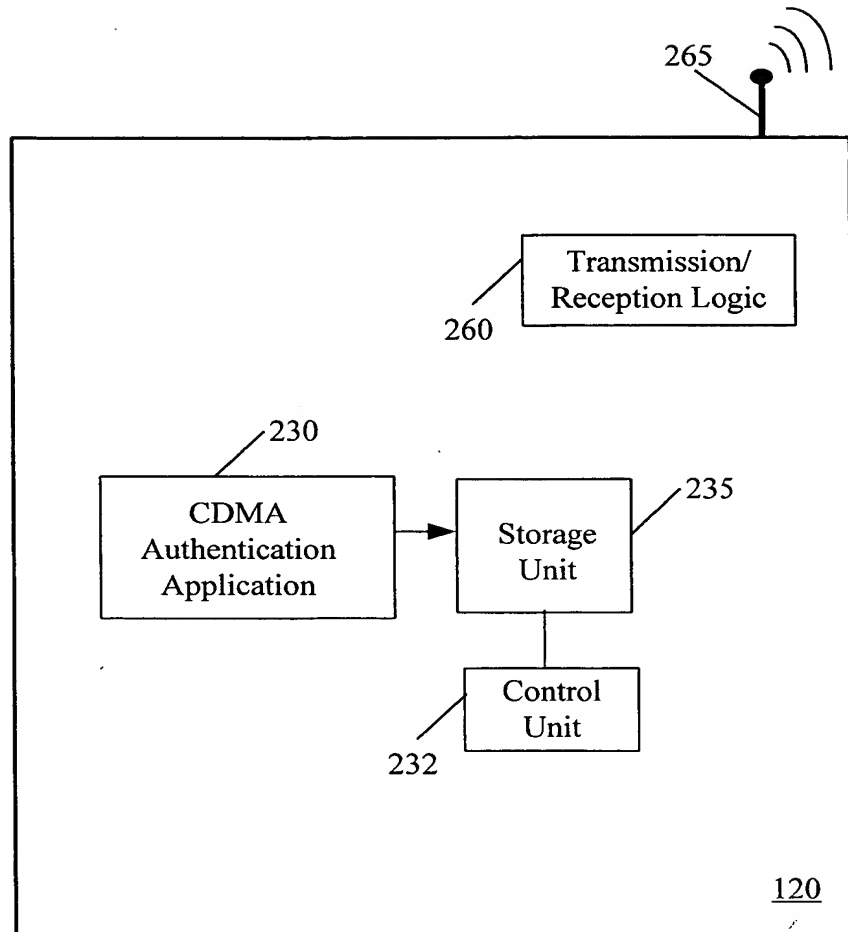 265
Transmission/
Reception Logic
260
230
CDMA
Authentication
Application
235
Storage
Unit
Control
Unit
232
120